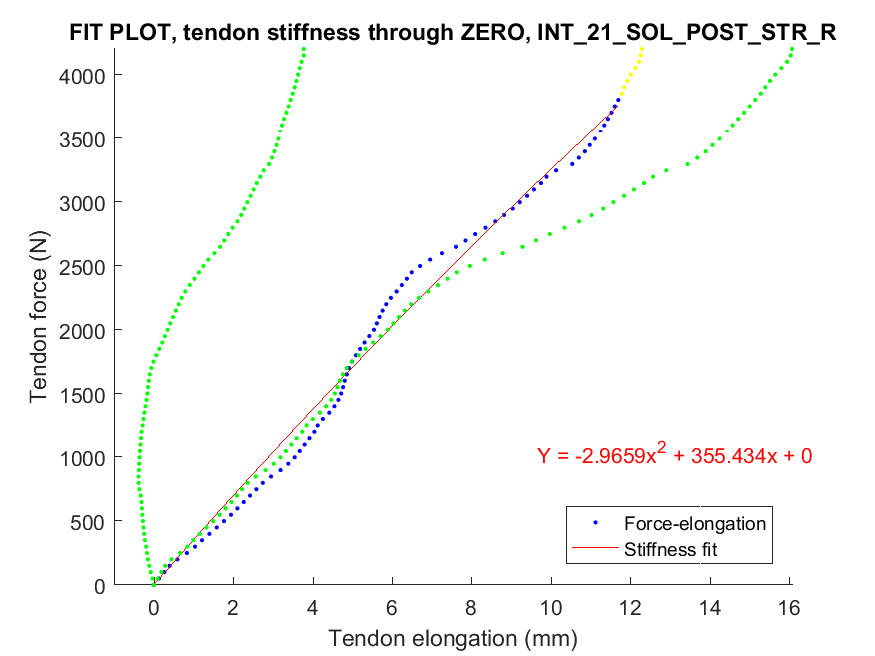 FIT PLOT, tendon stiffness through ZERO, INT_21_SOL_POST_STR_R
Tendon force (N)
4000
3500
3000
2500
2000
1500
1000
500
0
Y = -2.9659x² + 355.434x + 0
Force-elongation
Stiffness fit
0 2 4 6 8 10 12 14 16
Tendon elongation (mm)